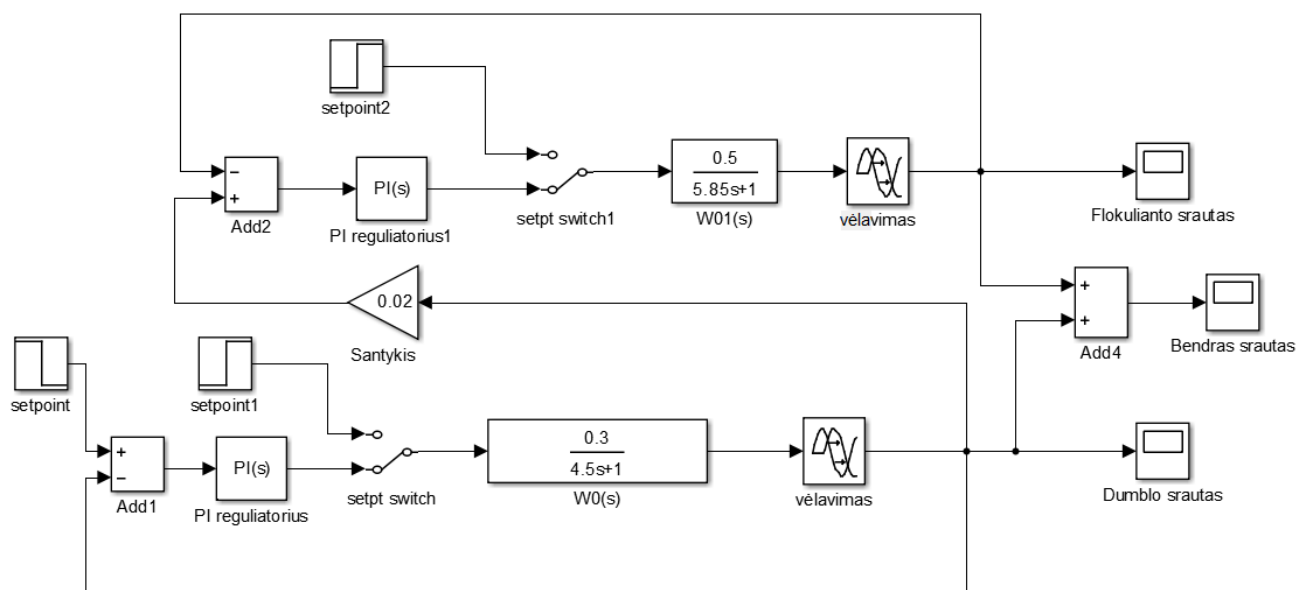 setpoint2
−
+
Add2
PI(s)
PI reguliatorius1
setpt switch1
0.5
5.85s+1
W01(s)
vėlavimas
Flokulianto srautas
0.02
Santykis
+
+
Add4
Bendras srautas
setpoint
setpoint1
+
−
Add1
PI(s)
PI reguliatorius
setpt switch
0.3
4.5s+1
W0(s)
vėlavimas
Dumblo srautas